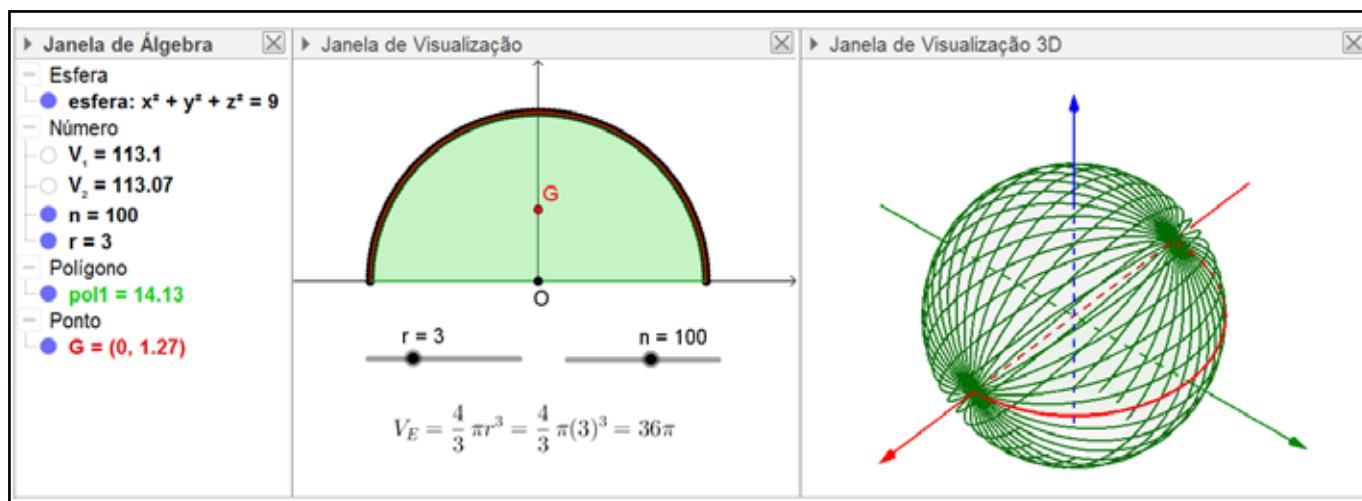 Janela de Álgebra
Esfera
esfera: x² + y² + z² = 9
Número
V₁ = 113.1
V₂ = 113.07
n = 100
r = 3
Polígono
pol1 = 14.13
Ponto
G = (0, 1.27)
Janela de Visualização
G
O
r = 3
n = 100
V_E = \frac{4}{3} πr³ = \frac{4}{3} π(3)³ = 36π
Janela de Visualização 3D